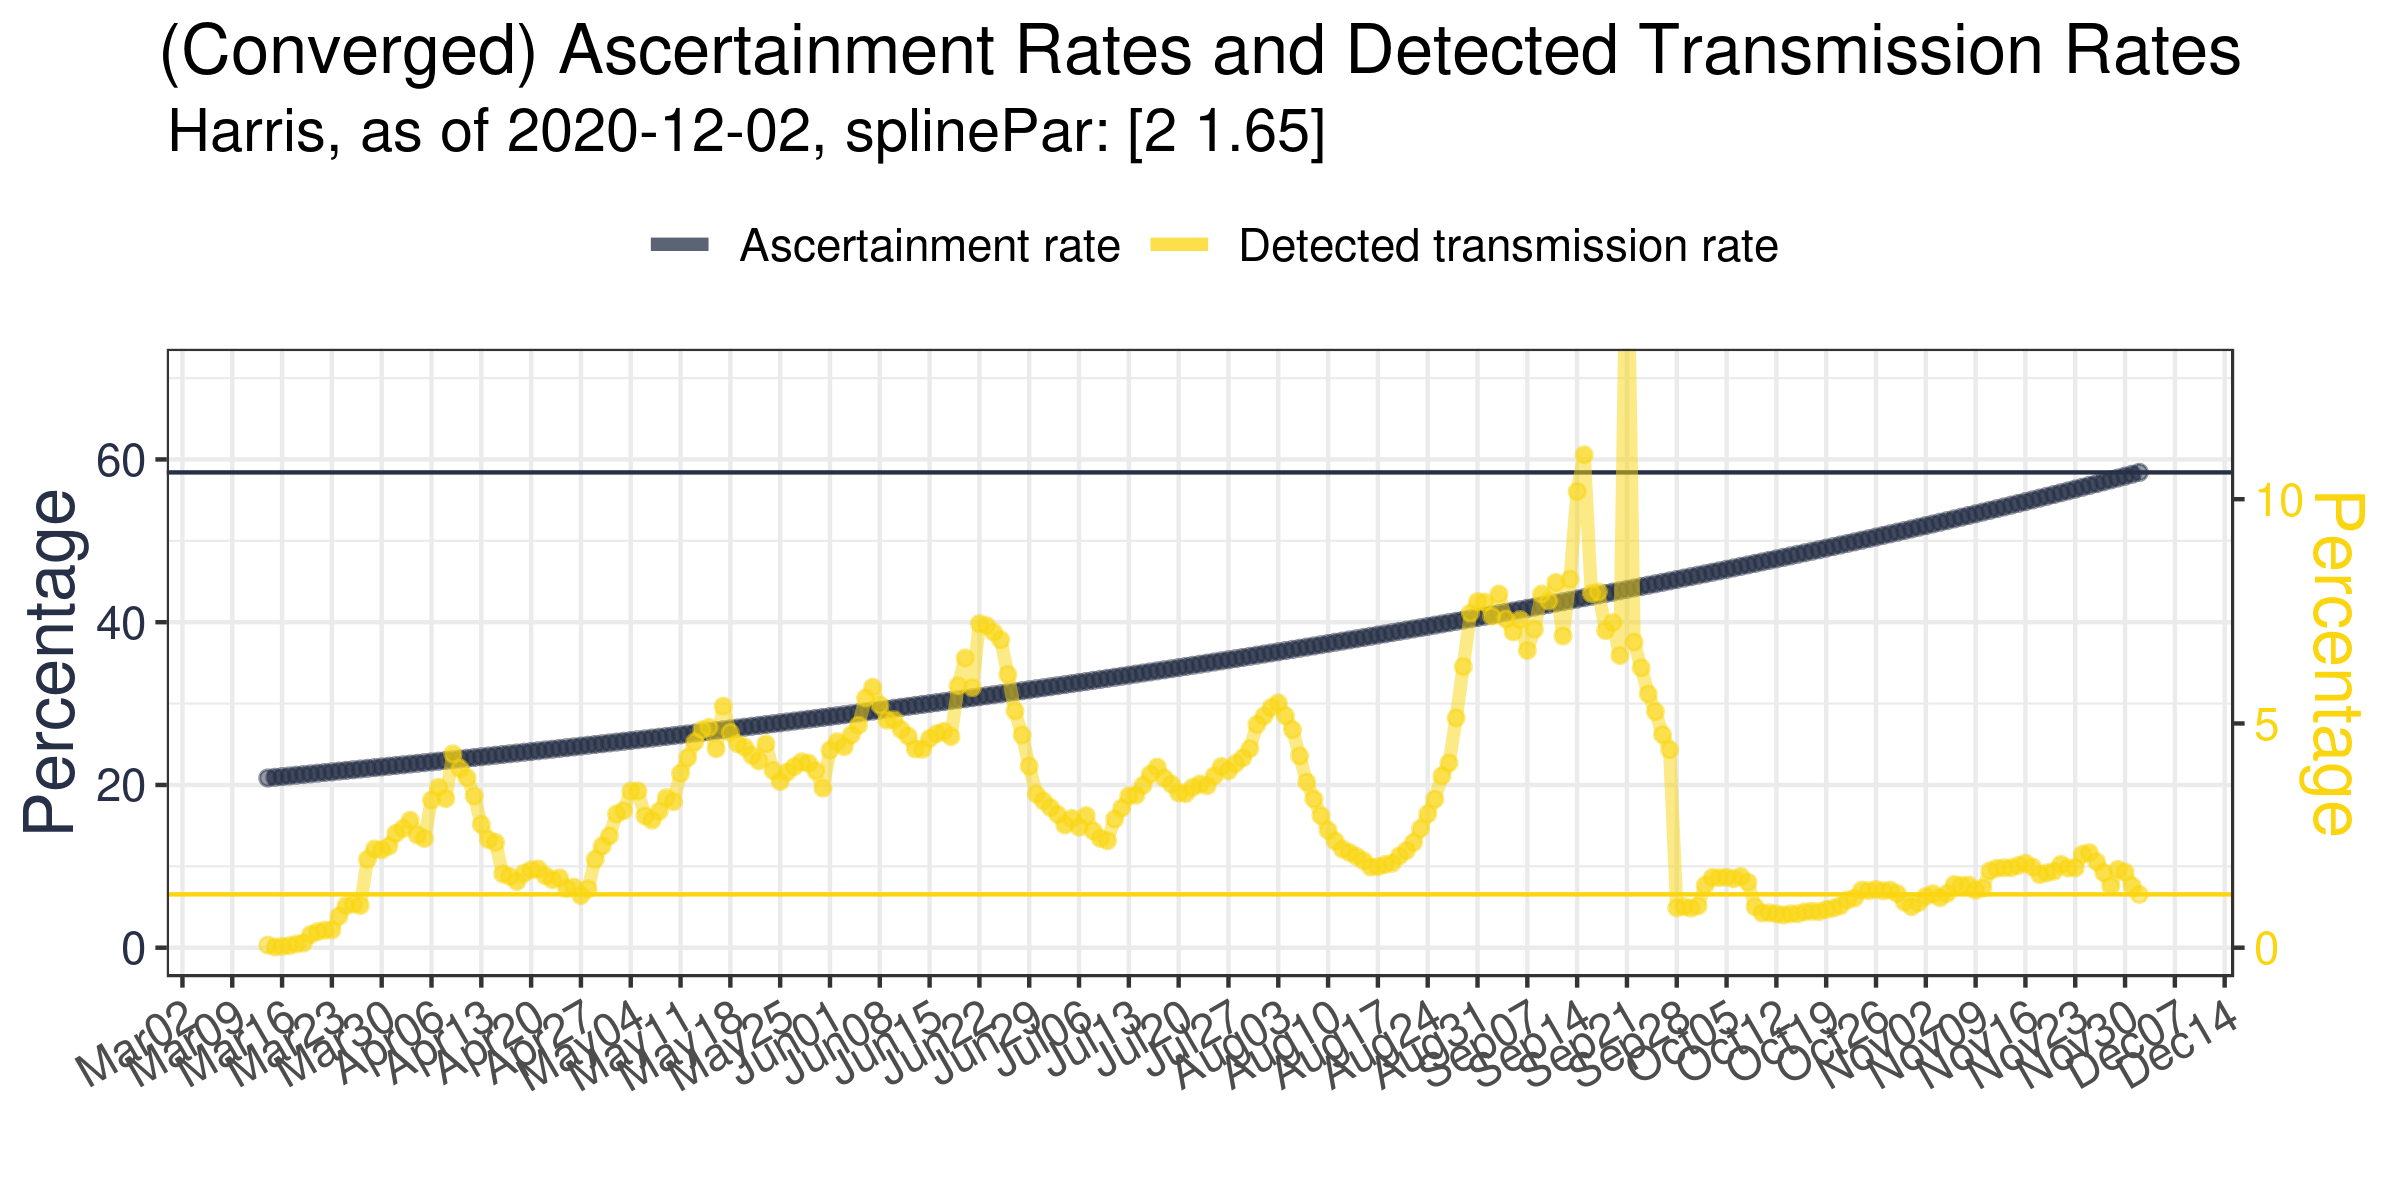 (Converged) Ascertainment Rates and Detected Transmission Rates
Harris, as of 2020-12-02, splinePar: [2 1.65]
Ascertainment rate
Detected transmission rate
Percentage
60
40
20
0
10
5
0
Percentage
Mar02
Mar09
Mar16
Mar23
Mar30
Apr06
Apr13
Apr20
Apr27
May04
May11
May18
May25
Jun01
Jun08
Jun15
Jun22
Jun29
Jul06
Jul13
Jul20
Jul27
Aug03
Aug10
Aug17
Aug24
Aug31
Sep07
Sep14
Sep21
Sep28
Oct05
Oct12
Oct19
Oct26
Nov02
Nov09
Nov16
Nov23
Nov30
Dec07
Dec14